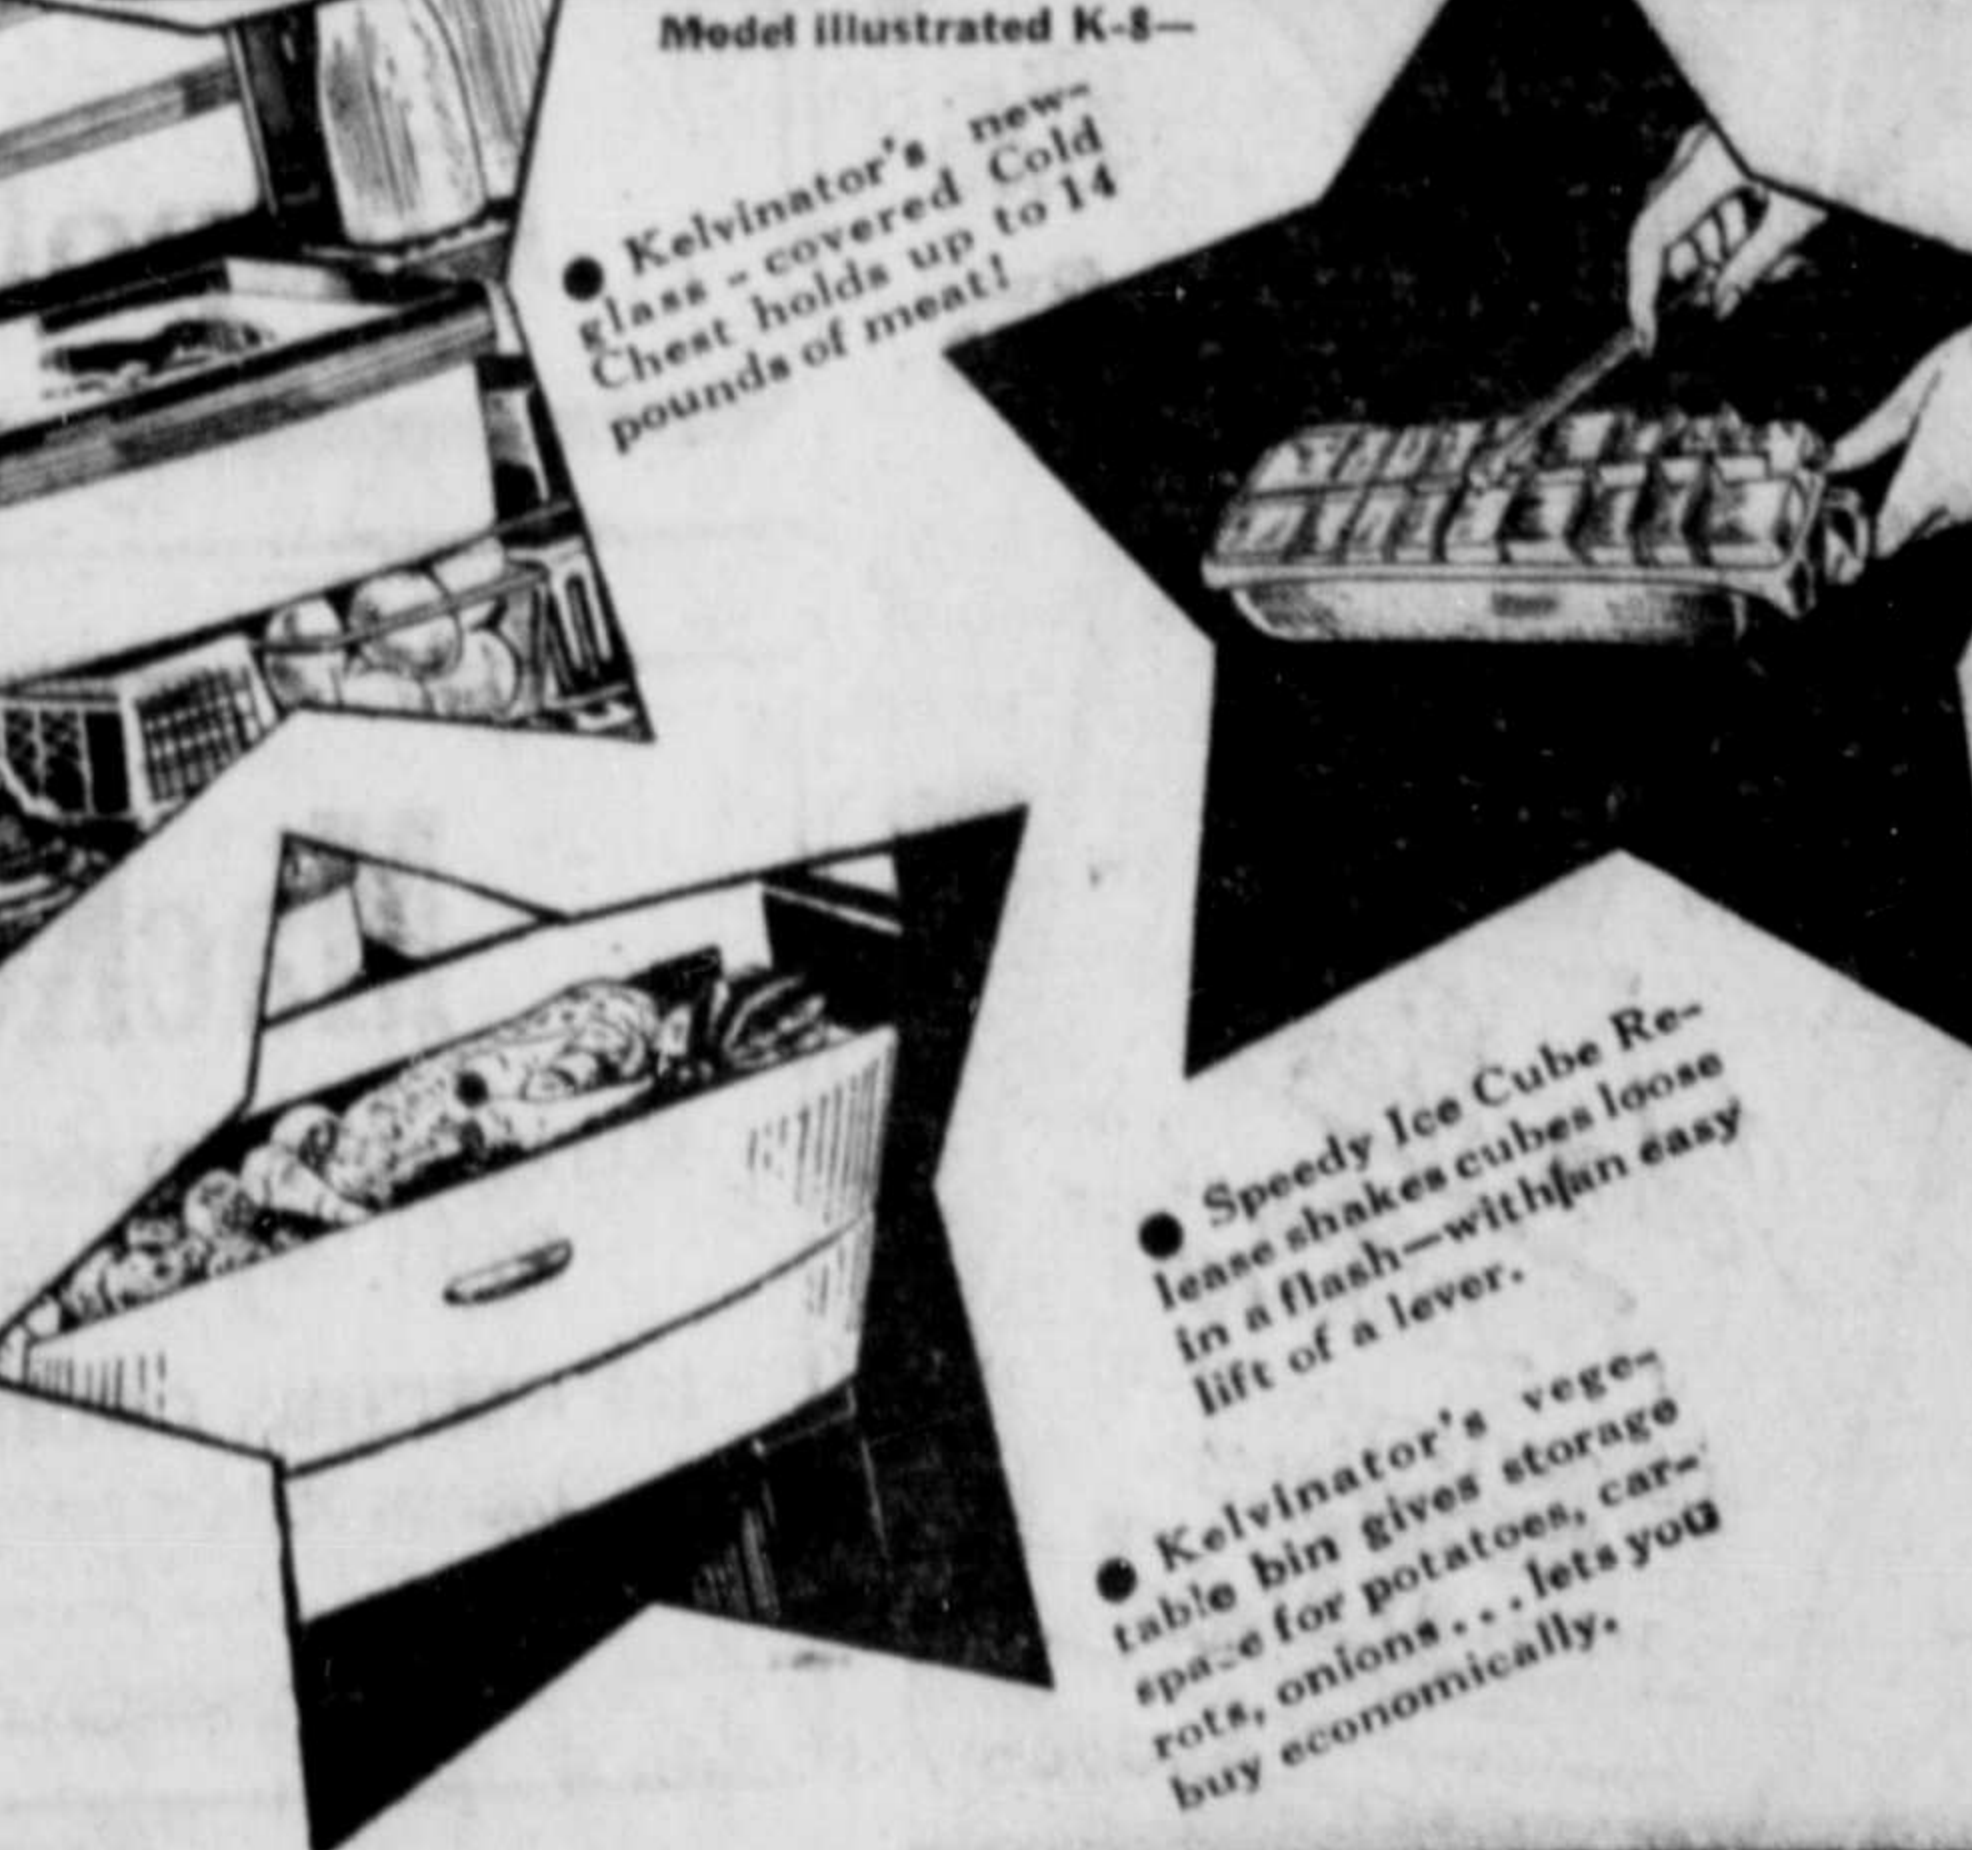 Model illustrated K-8—
● Kelvinator's new-
glass-covered Cold
Chest holds up to 14
pounds of meat!
● Speedy Ice Cube Re-
lease shakes cubes loose
in a flash—with an easy
lift of a lever.
● Kelvinator's vege-
table bin gives storage
space for potatoes, car-
rots, onions...lets you
buy economically.